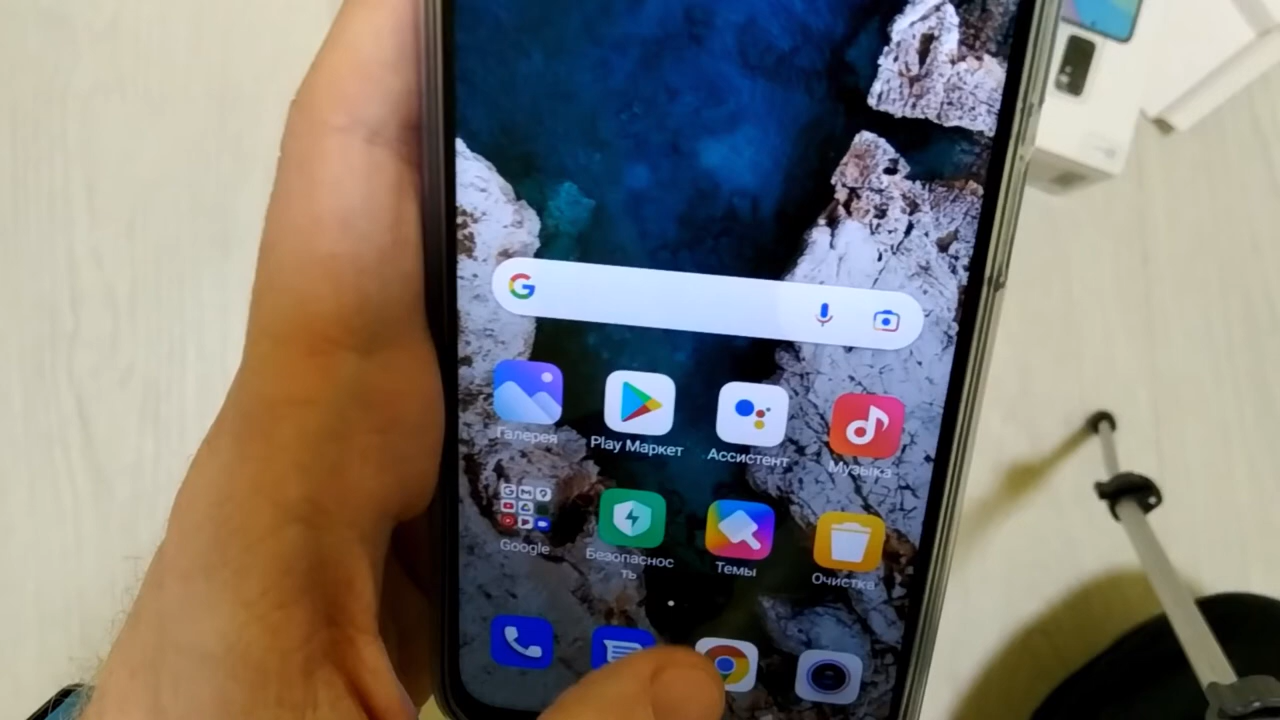 Галерея
Play Маркет
Ассистент
Музыка
Google
Безопаснос
ть
Темы
Очистка